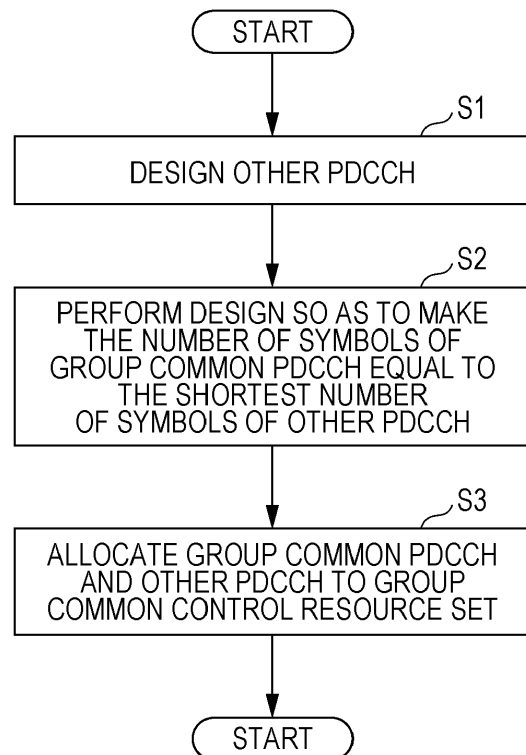 START
S1
DESIGN OTHER PDCCH
S2
PERFORM DESIGN SO AS TO MAKE
THE NUMBER OF SYMBOLS OF
GROUP COMMON PDCCH EQUAL TO
THE SHORTEST NUMBER
OF SYMBOLS OF OTHER PDCCH
S3
ALLOCATE GROUP COMMON PDCCH
AND OTHER PDCCH TO GROUP
COMMON CONTROL RESOURCE SET
START